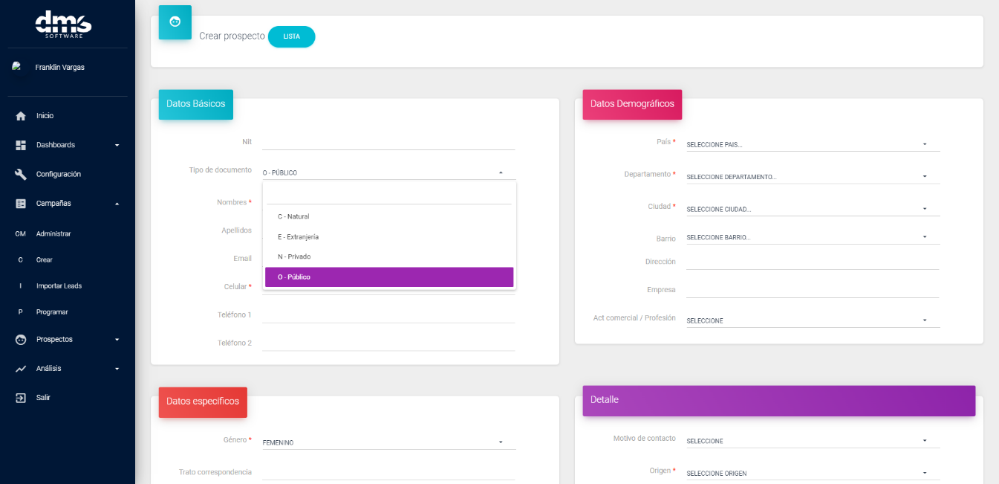 dms
SOFTWARE
Franklin Vargas
Inicio
Dashboards
Configuración
Campañas
CM Administrar
C Crear
I Importar Leads
P Programar
Prospectos
Análisis
Salir
Crear prospecto LISTA
Datos Básicos
Nit
Tipo de documento O - PÚBLICO
C - Natural
E - Extranjería
N - Privado
O - Público
Nombres *
Apellidos
Email
Celular *
Teléfono 1
Teléfono 2
Datos Demográficos
País * SELECCIONE PAIS...
Departamento * SELECCIONE DEPARTAMENTO...
Ciudad * SELECCIONE CIUDAD...
Barrio SELECCIONE BARRIO...
Dirección
Empresa
Act comercial / Profesión SELECCIONE
Datos específicos
Género * FEMENINO
Trato correspondencia
Detalle
Motivo de contacto SELECCIONE
Origen * SELECCIONE ORIGEN